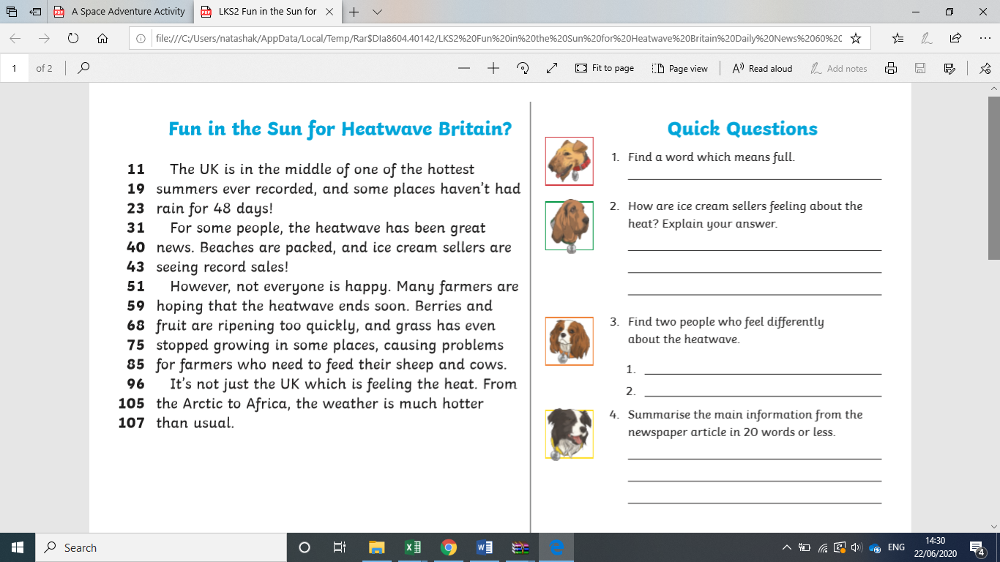 A Space Adventure Activity
LKS2 Fun in the Sun for
file:///C:/Users/natashak/AppData/Local/Temp/Rar$DIa8604.40142/LKS2%20Fun%20in%20the%20Sun%20for%20Heatwave%20Britain%20Daily%20News%2060%20
1 of 2
Fit to page
Page view
Read aloud
Add notes
Fun in the Sun for Heatwave Britain?
11 The UK is in the middle of one of the hottest
19 summers ever recorded, and some places haven't had
23 rain for 48 days!
31 For some people, the heatwave has been great
40 news. Beaches are packed, and ice cream sellers are
43 seeing record sales!
51 However, not everyone is happy. Many farmers are
59 hoping that the heatwave ends soon. Berries and
68 fruit are ripening too quickly, and grass has even
75 stopped growing in some places, causing problems
85 for farmers who need to feed their sheep and cows.
96 It's not just the UK which is feeling the heat. From
105 the Arctic to Africa, the weather is much hotter
107 than usual.
Quick Questions
1. Find a word which means full.
2. How are ice cream sellers feeling about the
heat? Explain your answer.
3. Find two people who feel differently
about the heatwave.
1.
2.
4. Summarise the main information from the
newspaper article in 20 words or less.
Search
ENG
14:30
22/06/2020
4